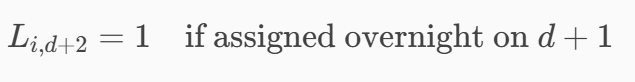 L_{i,d+2} = 1 if assigned overnight on d + 1